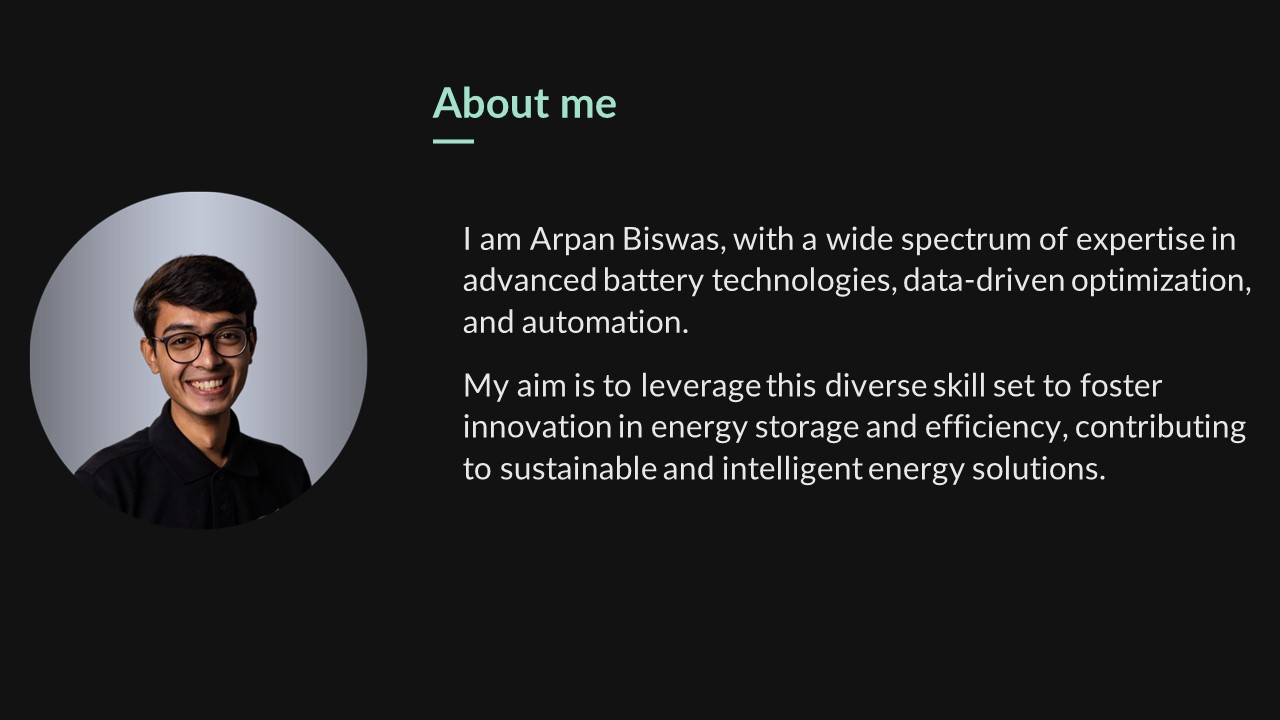 About me
I am Arpan Biswas, with a wide spectrum of expertise in
advanced battery technologies, data-driven optimization,
and automation.
My aim is to leverage this diverse skill set to foster
innovation in energy storage and efficiency, contributing
to sustainable and intelligent energy solutions.